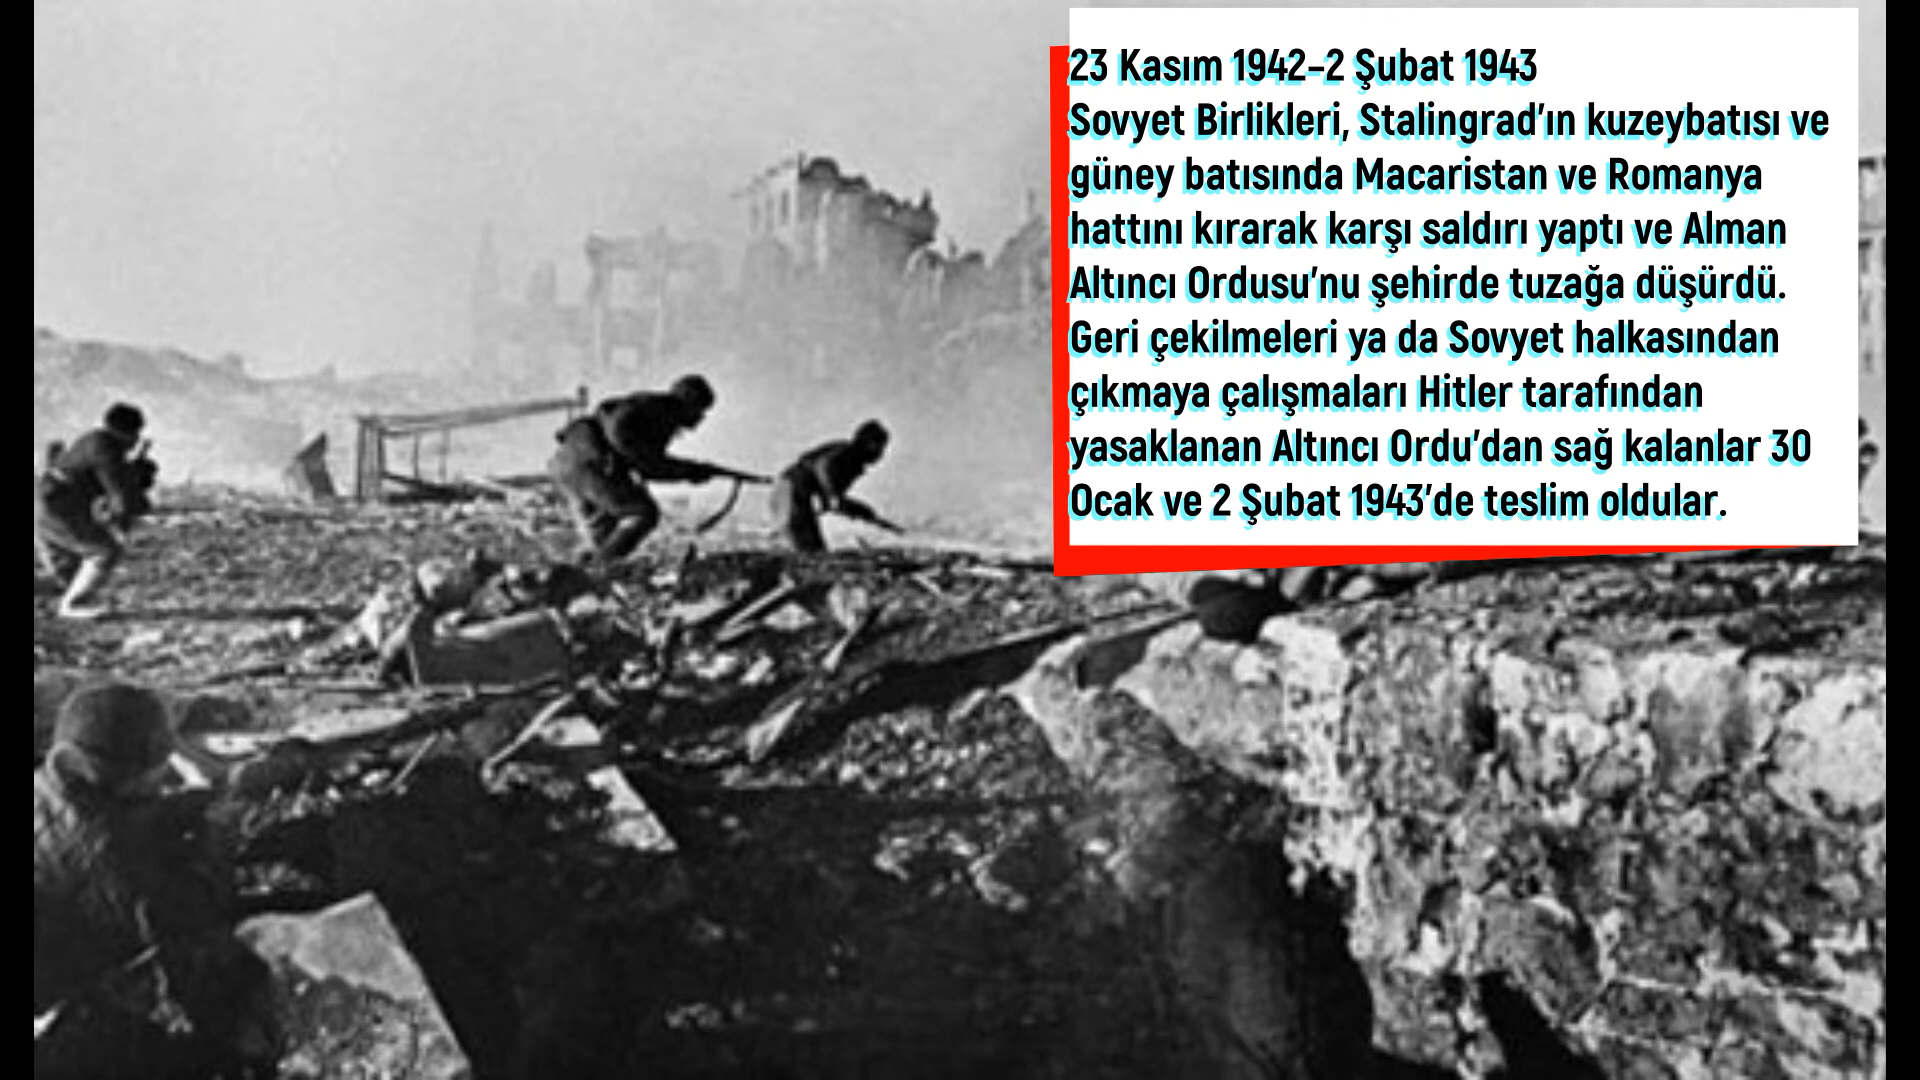 23 Kasım 1942–2 Şubat 1943
Sovyet Birlikleri, Stalingrad'ın kuzeybatısı ve
güney batısında Macaristan ve Romanya
hattını kırarak karşı saldırı yaptı ve Alman
Altıncı Ordusu'nu şehirde tuzağa düşürdü.
Geri çekilmeleri ya da Sovyet halkasından
çıkmaya çalışmaları Hitler tarafından
yasaklanan Altıncı Ordu'dan sağ kalanlar 30
Ocak ve 2 Şubat 1943'de teslim oldular.